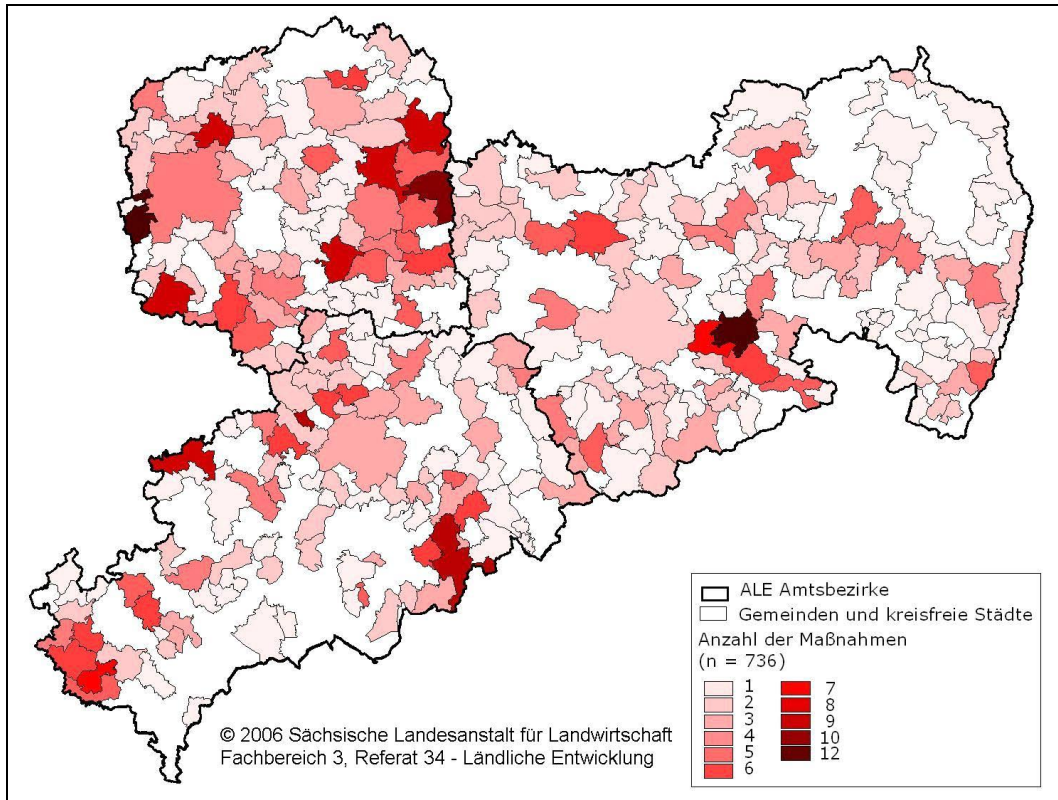 ALE Amtsbezirke
Gemeinden und kreisfreie Städte
Anzahl der Maßnahmen
(n = 736)
1 7
2 8
3 9
4 10
5 12
6
© 2006 Sächsische Landesanstalt für Landwirtschaft
Fachbereich 3, Referat 34 - Ländliche Entwicklung